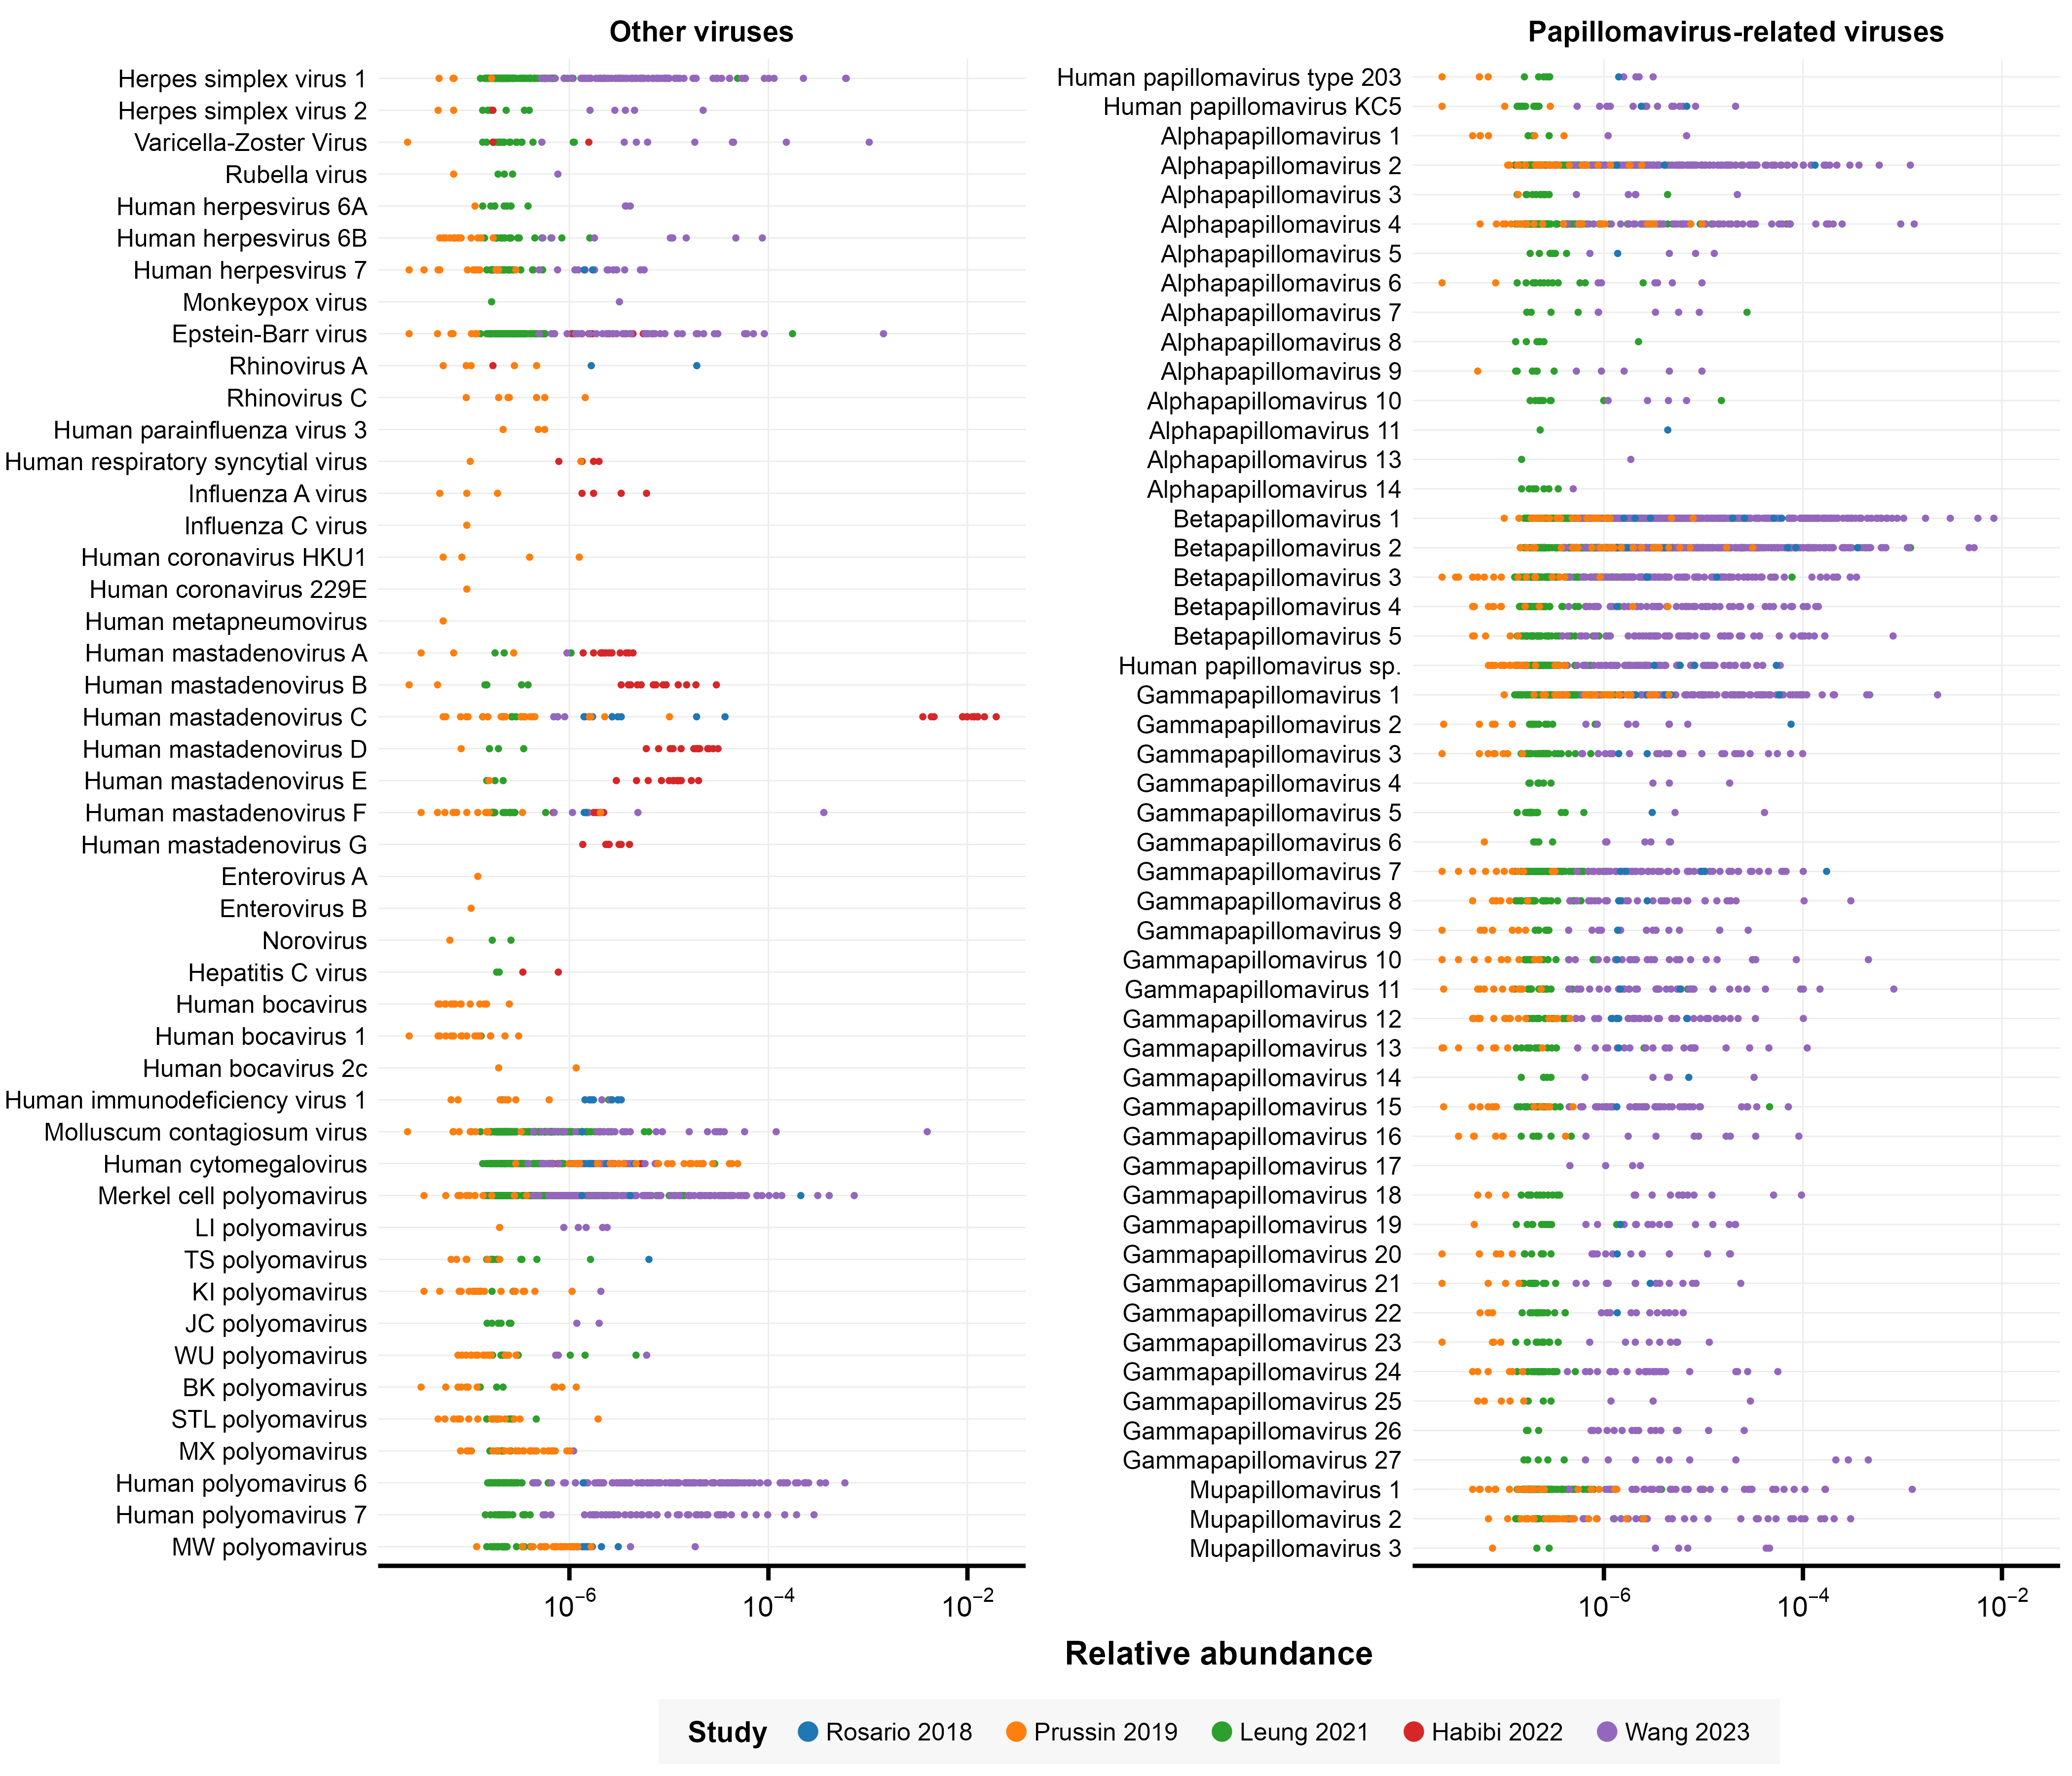 Other viruses
Herpes simplex virus 1
Herpes simplex virus 2
Varicella-Zoster Virus
Rubella virus
Human herpesvirus 6A
Human herpesvirus 6B
Human herpesvirus 7
Monkeypox virus
Epstein-Barr virus
Rhinovirus A
Rhinovirus C
Human parainfluenza virus 3
Human respiratory syncytial virus
Influenza A virus
Influenza C virus
Human coronavirus HKU1
Human coronavirus 229E
Human metapneumovirus
Human mastadenovirus A
Human mastadenovirus B
Human mastadenovirus C
Human mastadenovirus D
Human mastadenovirus E
Human mastadenovirus F
Human mastadenovirus G
Enterovirus A
Enterovirus B
Norovirus
Hepatitis C virus
Human bocavirus
Human bocavirus 1
Human bocavirus 2c
Human immunodeficiency virus 1
Molluscum contagiosum virus
Human cytomegalovirus
Merkel cell polyomavirus
LI polyomavirus
TS polyomavirus
KI polyomavirus
JC polyomavirus
WU polyomavirus
BK polyomavirus
STL polyomavirus
MX polyomavirus
Human polyomavirus 6
Human polyomavirus 7
MW polyomavirus
10⁻⁶ 10⁻⁴ 10⁻²
Papillomavirus-related viruses
Human papillomavirus type 203
Human papillomavirus KC5
Alphapapillomavirus 1
Alphapapillomavirus 2
Alphapapillomavirus 3
Alphapapillomavirus 4
Alphapapillomavirus 5
Alphapapillomavirus 6
Alphapapillomavirus 7
Alphapapillomavirus 8
Alphapapillomavirus 9
Alphapapillomavirus 10
Alphapapillomavirus 11
Alphapapillomavirus 13
Alphapapillomavirus 14
Betapapillomavirus 1
Betapapillomavirus 2
Betapapillomavirus 3
Betapapillomavirus 4
Betapapillomavirus 5
Human papillomavirus sp.
Gammapapillomavirus 1
Gammapapillomavirus 2
Gammapapillomavirus 3
Gammapapillomavirus 4
Gammapapillomavirus 5
Gammapapillomavirus 6
Gammapapillomavirus 7
Gammapapillomavirus 8
Gammapapillomavirus 9
Gammapapillomavirus 10
Gammapapillomavirus 11
Gammapapillomavirus 12
Gammapapillomavirus 13
Gammapapillomavirus 14
Gammapapillomavirus 15
Gammapapillomavirus 16
Gammapapillomavirus 17
Gammapapillomavirus 18
Gammapapillomavirus 19
Gammapapillomavirus 20
Gammapapillomavirus 21
Gammapapillomavirus 22
Gammapapillomavirus 23
Gammapapillomavirus 24
Gammapapillomavirus 25
Gammapapillomavirus 26
Gammapapillomavirus 27
Mupapillomavirus 1
Mupapillomavirus 2
Mupapillomavirus 3
10⁻⁶ 10⁻⁴ 10⁻²
Relative abundance
Study Rosario 2018 Prussin 2019 Leung 2021 Habibi 2022 Wang 2023